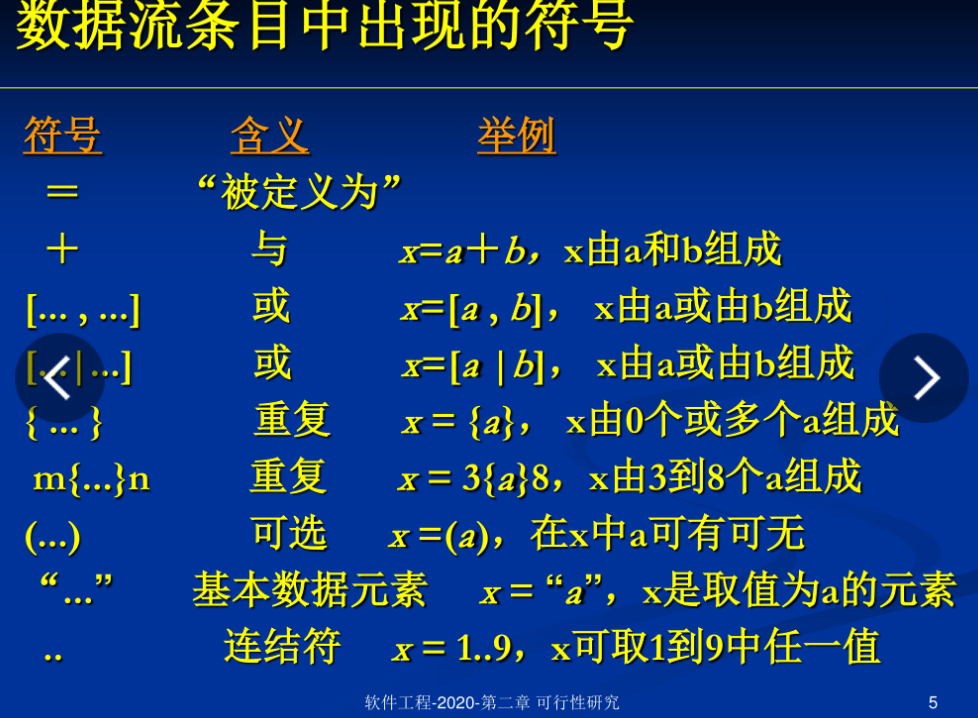 数据流条目中出现的符号
符号 含义 举例
＝ “被定义为”
＋ 与 x=a＋b，x由a和b组成
[... , ...] 或 x=[a , b]， x由a或由b组成
[...|...] 或 x=[a | b]， x由a或由b组成
{ ... } 重复 x = {a}， x由0个或多个a组成
m{...}n 重复 x = 3{a}8，x由3到8个a组成
(...) 可选 x =(a)，在x中a可有可无
“...” 基本数据元素 x = “a”，x是取值为a的元素
.. 连结符 x = 1..9，x可取1到9中任一值
软件工程-2020-第二章 可行性研究 5